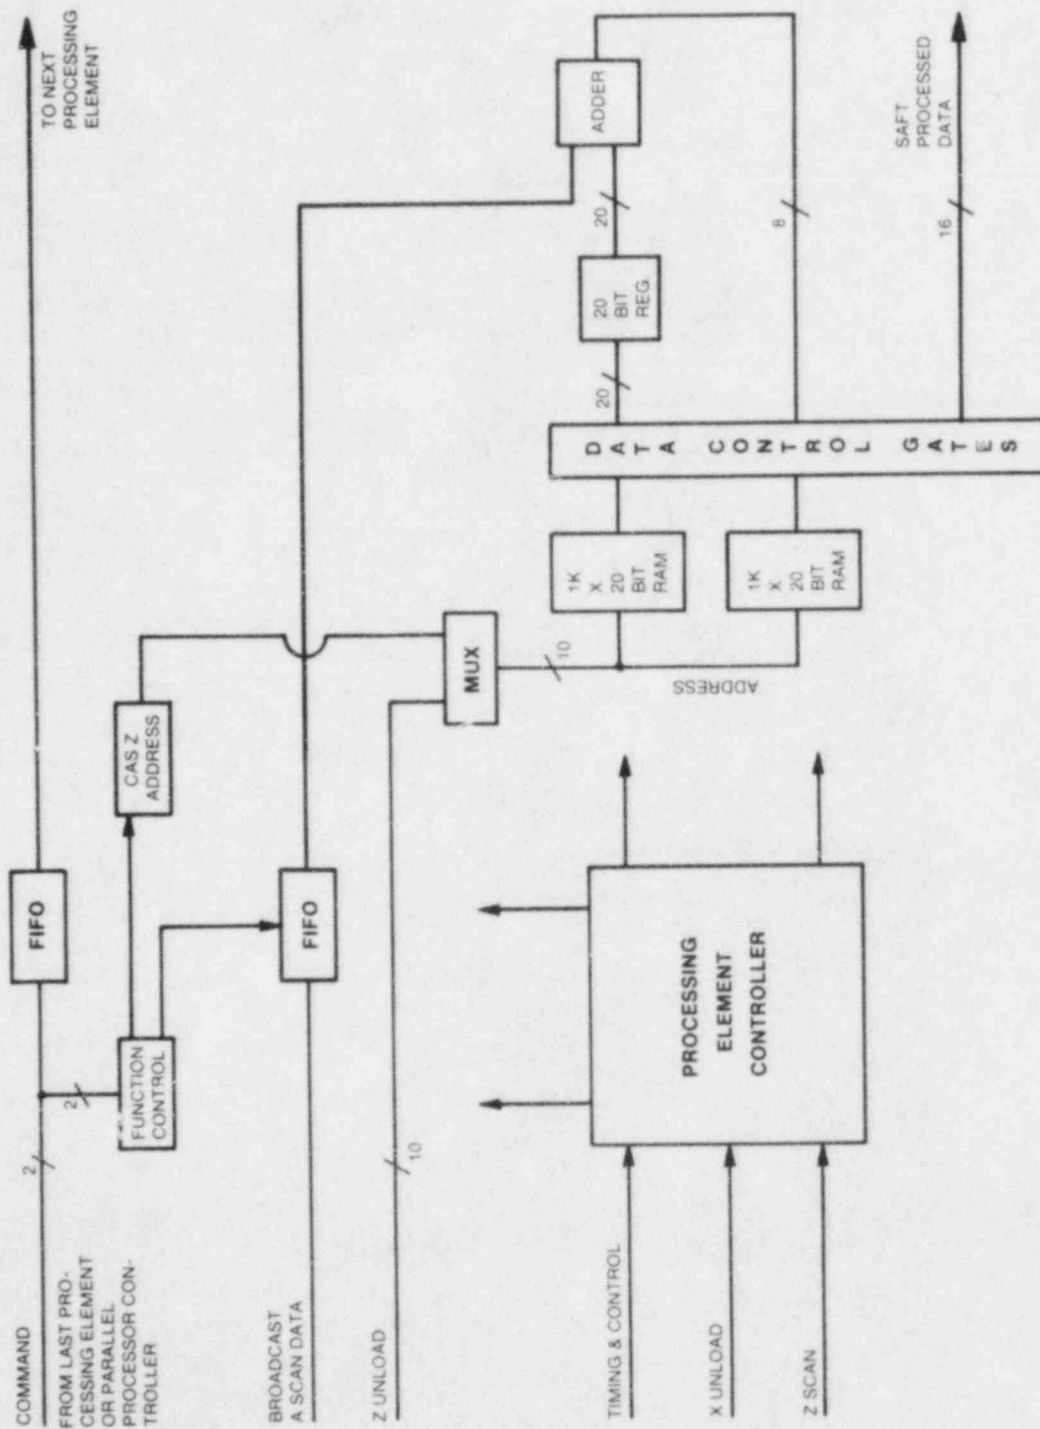 COMMAND
FROM LAST PRO-
CESSING ELEMENT
OR PARALLEL
PROCESSOR CON-
TROLLER
2
2
FUNCTION
CONTROL
FIFO
CAS Z
ADDRESS
TO NEXT
PROCESSING
ELEMENT
BROADCAST
A SCAN DATA
FIFO
Z UNLOAD
10
MUX
10
ADDRESS
1K
X
20
BIT
RAM
1K
X
20
BIT
RAM
DATA CONTROL GATES
20
20
BIT
REG.
20
ADDER
8
16
SAFT
PROCESSED
DATA
TIMING & CONTROL
X UNLOAD
Z SCAN
PROCESSING
ELEMENT
CONTROLLER